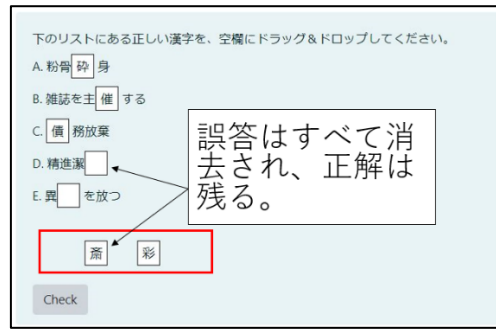 下のリストにある正しい漢字を、空欄にドラッグ＆ドロップしてください。
A. 粉骨 砕 身
B. 雑誌を主 催 する
C. 債 務放棄
D. 精進潔
E. 異 を放つ
誤答はすべて消
去され、正解は
残る。
斎 彩
Check